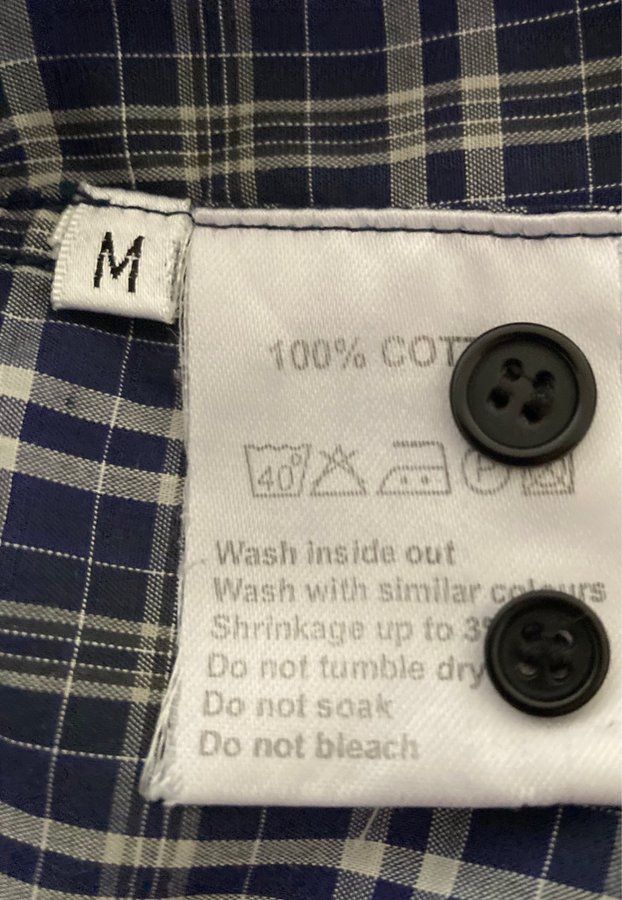 M
100% COTT
40°
P
Wash inside out
Wash with similar colours
Shrinkage up to 3%
Do not tumble dry
Do not soak
Do not bleach